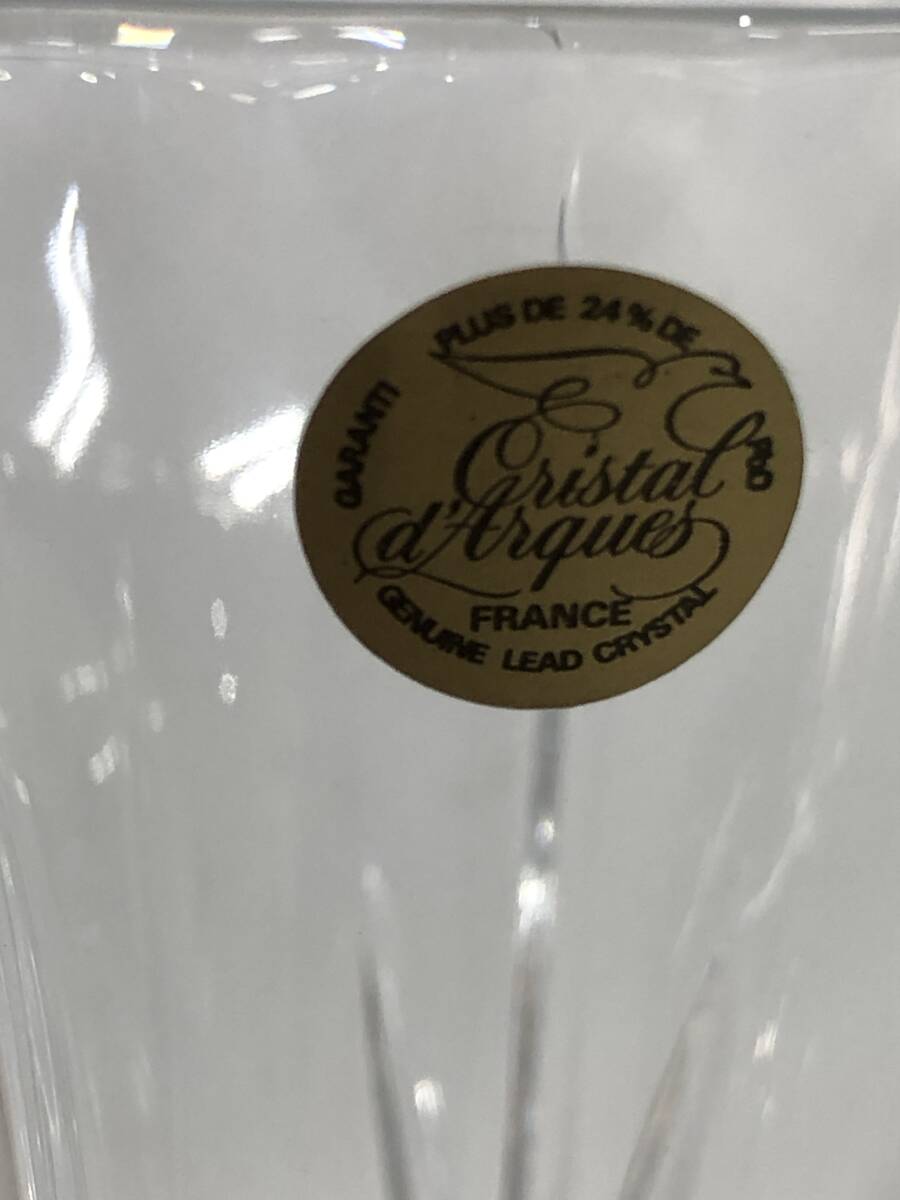 GARANTI PLUS DE 24% DE PbO
Cristal
d'Arques
FRANCE
GENUINE LEAD CRYSTAL